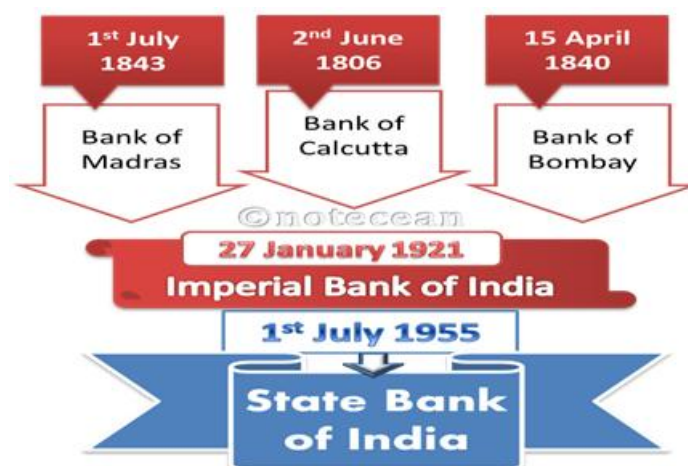 1st July
1843
2nd June
1806
15 April
1840
Bank of
Madras
Bank of
Calcutta
Bank of
Bombay
©notecean
27 January 1921
Imperial Bank of India
1st July 1955
State Bank
of India